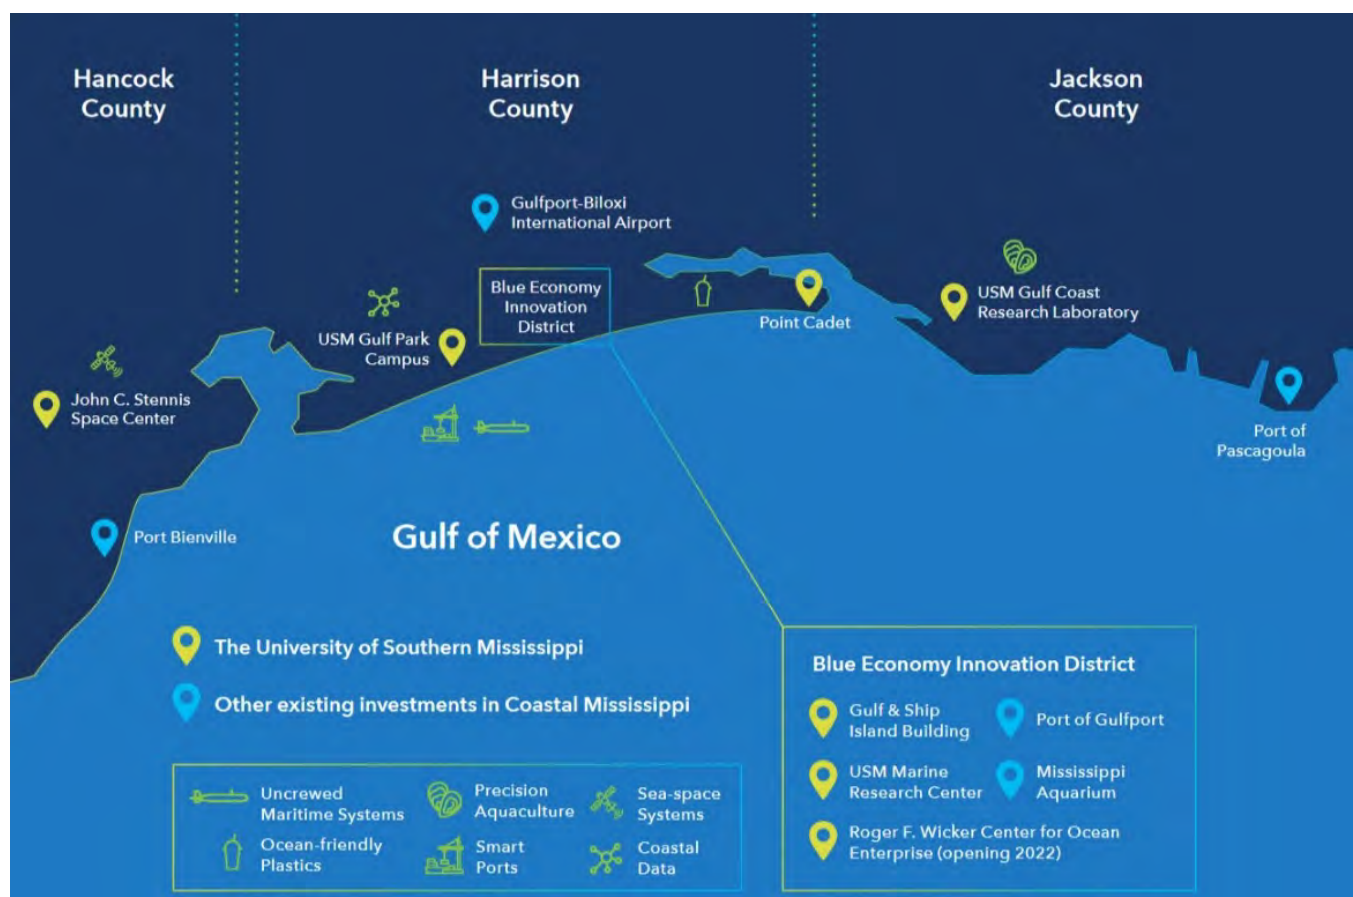 Hancock
County
Harrison
County
Jackson
County
Gulfport-Biloxi
International Airport
Blue Economy
Innovation
District
USM Gulf Coast
Research Laboratory
Point Cadet
USM Gulf Park
Campus
John C. Stennis
Space Center
Port of
Pascagoula
Port Bienville
Gulf of Mexico
The University of Southern Mississippi
Other existing investments in Coastal Mississippi
Uncrewed
Maritime Systems
Precision
Aquaculture
Sea-space
Systems
Ocean-friendly
Plastics
Smart
Ports
Coastal
Data
Blue Economy Innovation District
Gulf & Ship
Island Building
Port of Gulfport
USM Marine
Research Center
Mississippi
Aquarium
Roger F. Wicker Center for Ocean
Enterprise (opening 2022)